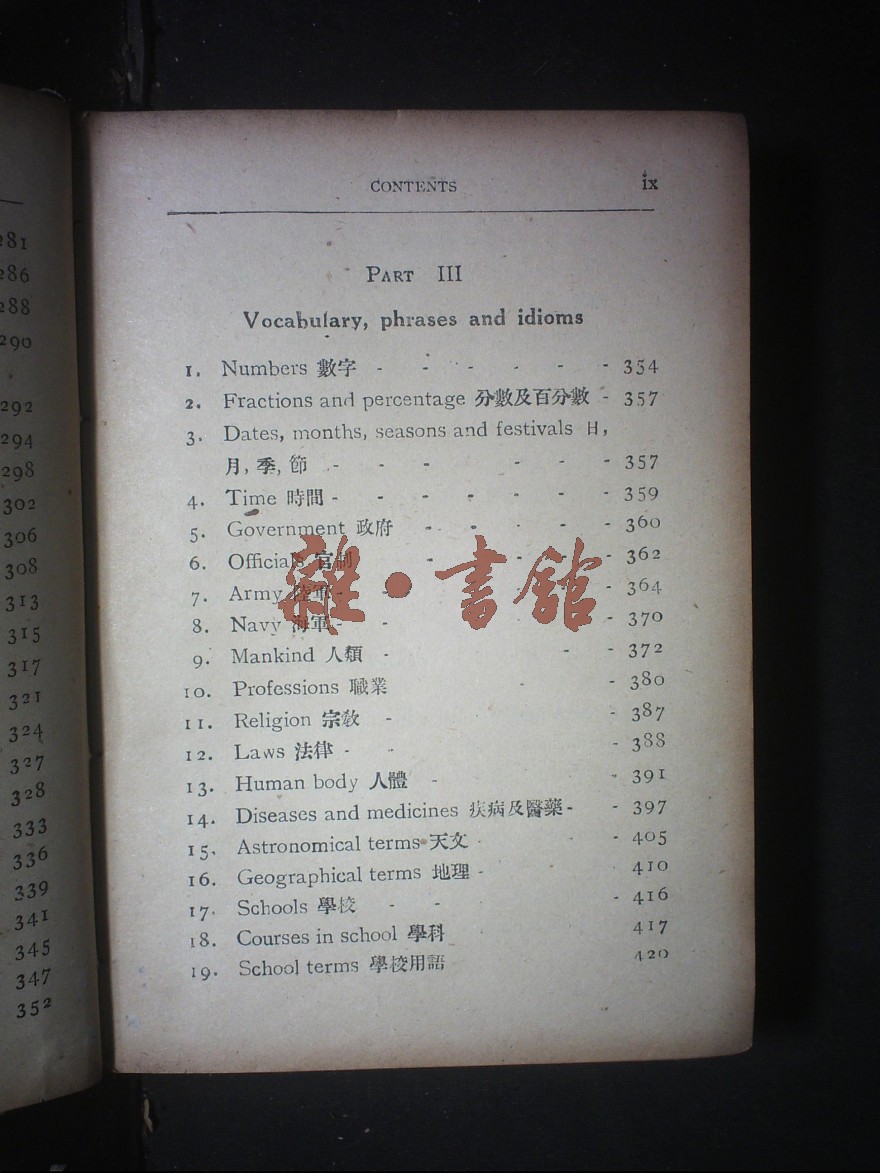 281
286
288
290
292
294
298
302
306
308
313
315
317
321
324
327
328
333
336
339
341
345
347
352
CONTENTS ix
PART III
Vocabulary, phrases and idioms
1. Numbers 數字 - - - - - - - 354
2. Fractions and percentage 分數及百分數 - 357
3. Dates, months, seasons and festivals 日,
月, 季, 節 - - - - - - 357
4. Time 時間 - - - - - - - 359
5. Government 政府 - - - - - 360
6. Officials 官制 - - - - 362
7. Army 陸軍 - - - 364
8. Navy 海軍 - - - 370
9. Mankind 人類 - - - 372
10. Professions 職業 - - 380
11. Religion 宗教 - - 387
12. Laws 法律 - - - 388
13. Human body 人體 - - 391
14. Diseases and medicines 疾病及醫藥 - - 397
15. Astronomical terms 天文 - 405
16. Geographical terms 地理 - 410
17. Schools 學校 - - - 416
18. Courses in school 學科 417
19. School terms 學校用語 420
雜·書館